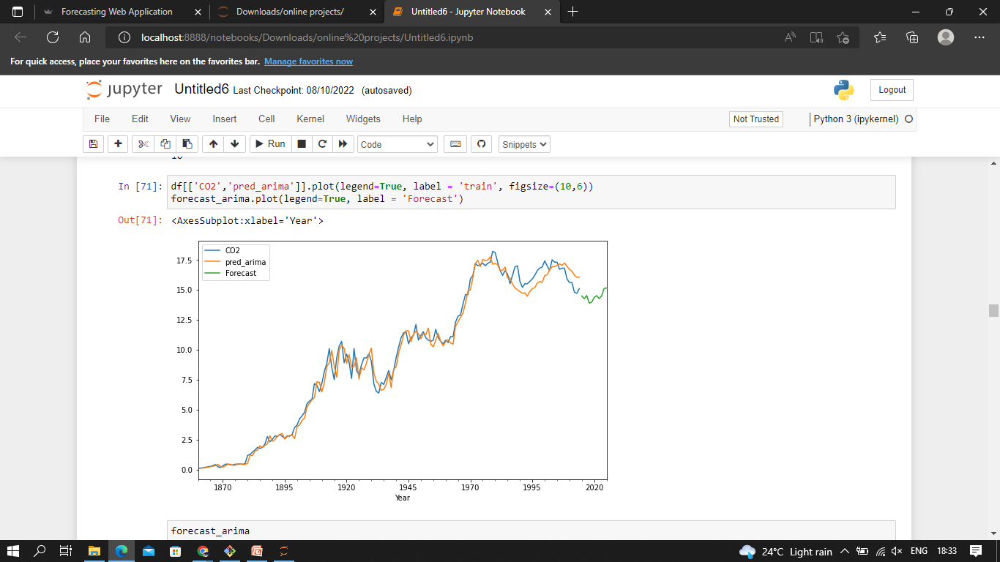 Forecasting Web Application
Downloads/online projects/
Untitled6 - Jupyter Notebook
localhost:8888/notebooks/Downloads/online%20projects/Untitled6.ipynb
For quick access, place your favorites here on the favorites bar. Manage favorites now
jupyter Untitled6 Last Checkpoint: 08/10/2022 (autosaved)
Logout
File Edit View Insert Cell Kernel Widgets Help
Not Trusted
Python 3 (ipykernel)
Run
Code
Snippets
In [71]: df[['CO2','pred_arima']].plot(legend=True, label = 'train', figsize=(10,6))
forecast_arima.plot(legend=True, label = 'Forecast')
Out[71]: <AxesSubplot:xlabel='Year'>
CO2
pred_arima
Forecast
17.5
15.0
12.5
10.0
7.5
5.0
2.5
0.0
1870 1895 1920 1945 1970 1995 2020
Year
forecast_arima
24°C Light rain
ENG 18:33